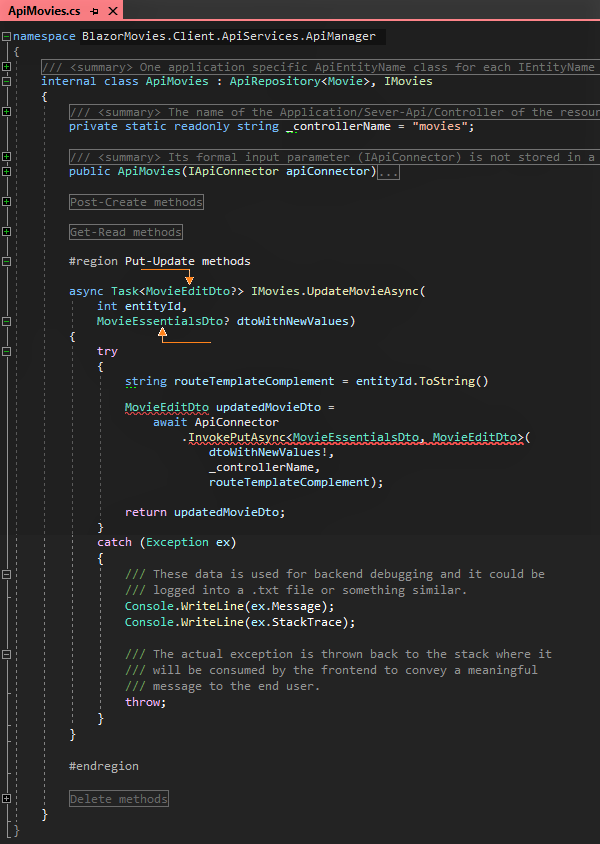 ApiMovies.cs
namespace BlazorMovies.Client.ApiServices.ApiManager
{
/// <summary> One application specific ApiEntityName class for each IEntityName
internal class ApiMovies : ApiRepository<Movie>, IMovies
{
/// <summary> The name of the Application/Sever-Api/Controller of the resou
private static readonly string _controllerName = "movies";
/// <summary> Its formal input parameter (IApiConnector) is not stored in a
public ApiMovies(IApiConnector apiConnector)...
Post-Create methods
Get-Read methods
#region Put-Update methods
async Task<MovieEditDto?> IMovies.UpdateMovieAsync(
int entityId,
MovieEssentialsDto? dtoWithNewValues)
{
try
{
string routeTemplateComplement = entityId.ToString()
MovieEditDto updatedMovieDto =
await ApiConnector
.InvokePutAsync<MovieEssentialsDto, MovieEditDto>(
dtoWithNewValues!,
_controllerName,
routeTemplateComplement);
return updatedMovieDto;
}
catch (Exception ex)
{
/// These data is used for backend debugging and it could be
/// logged into a .txt file or something similar.
Console.WriteLine(ex.Message);
Console.WriteLine(ex.StackTrace);
/// The actual exception is thrown back to the stack where it
/// will be consumed by the frontend to convey a meaningful
/// message to the end user.
throw;
}
}
#endregion
Delete methods
}
}